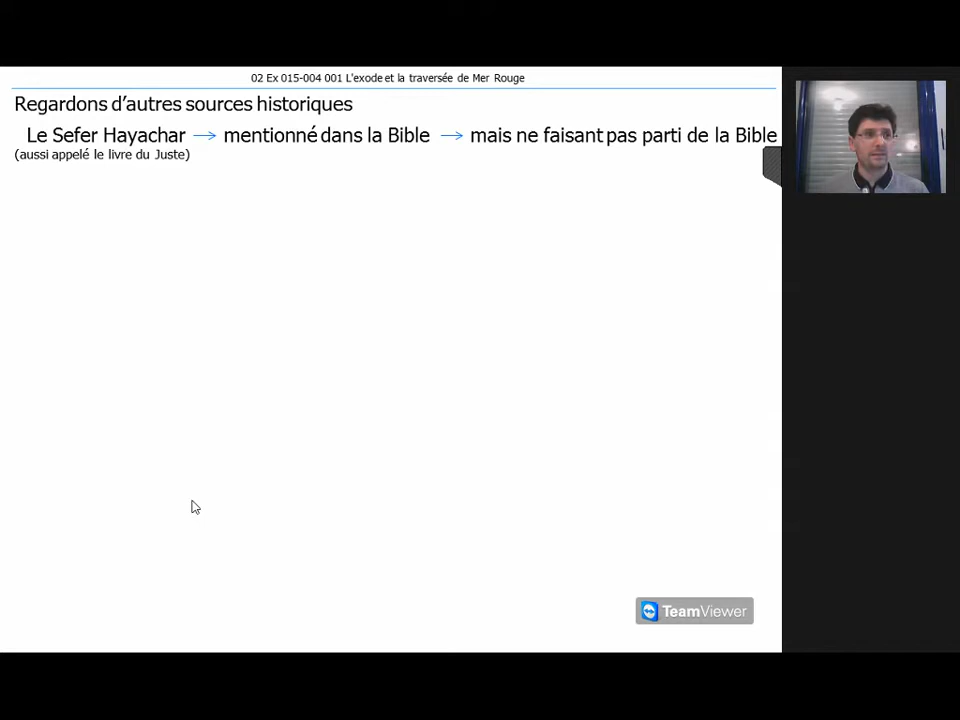 02 Ex 015-004 001 L'exode et la traversée de Mer Rouge
Regardons d'autres sources historiques
Le Sefer Hayachar → mentionné dans la Bible → mais ne faisant pas parti de la Bible
(aussi appelé le livre du Juste)
TeamViewer